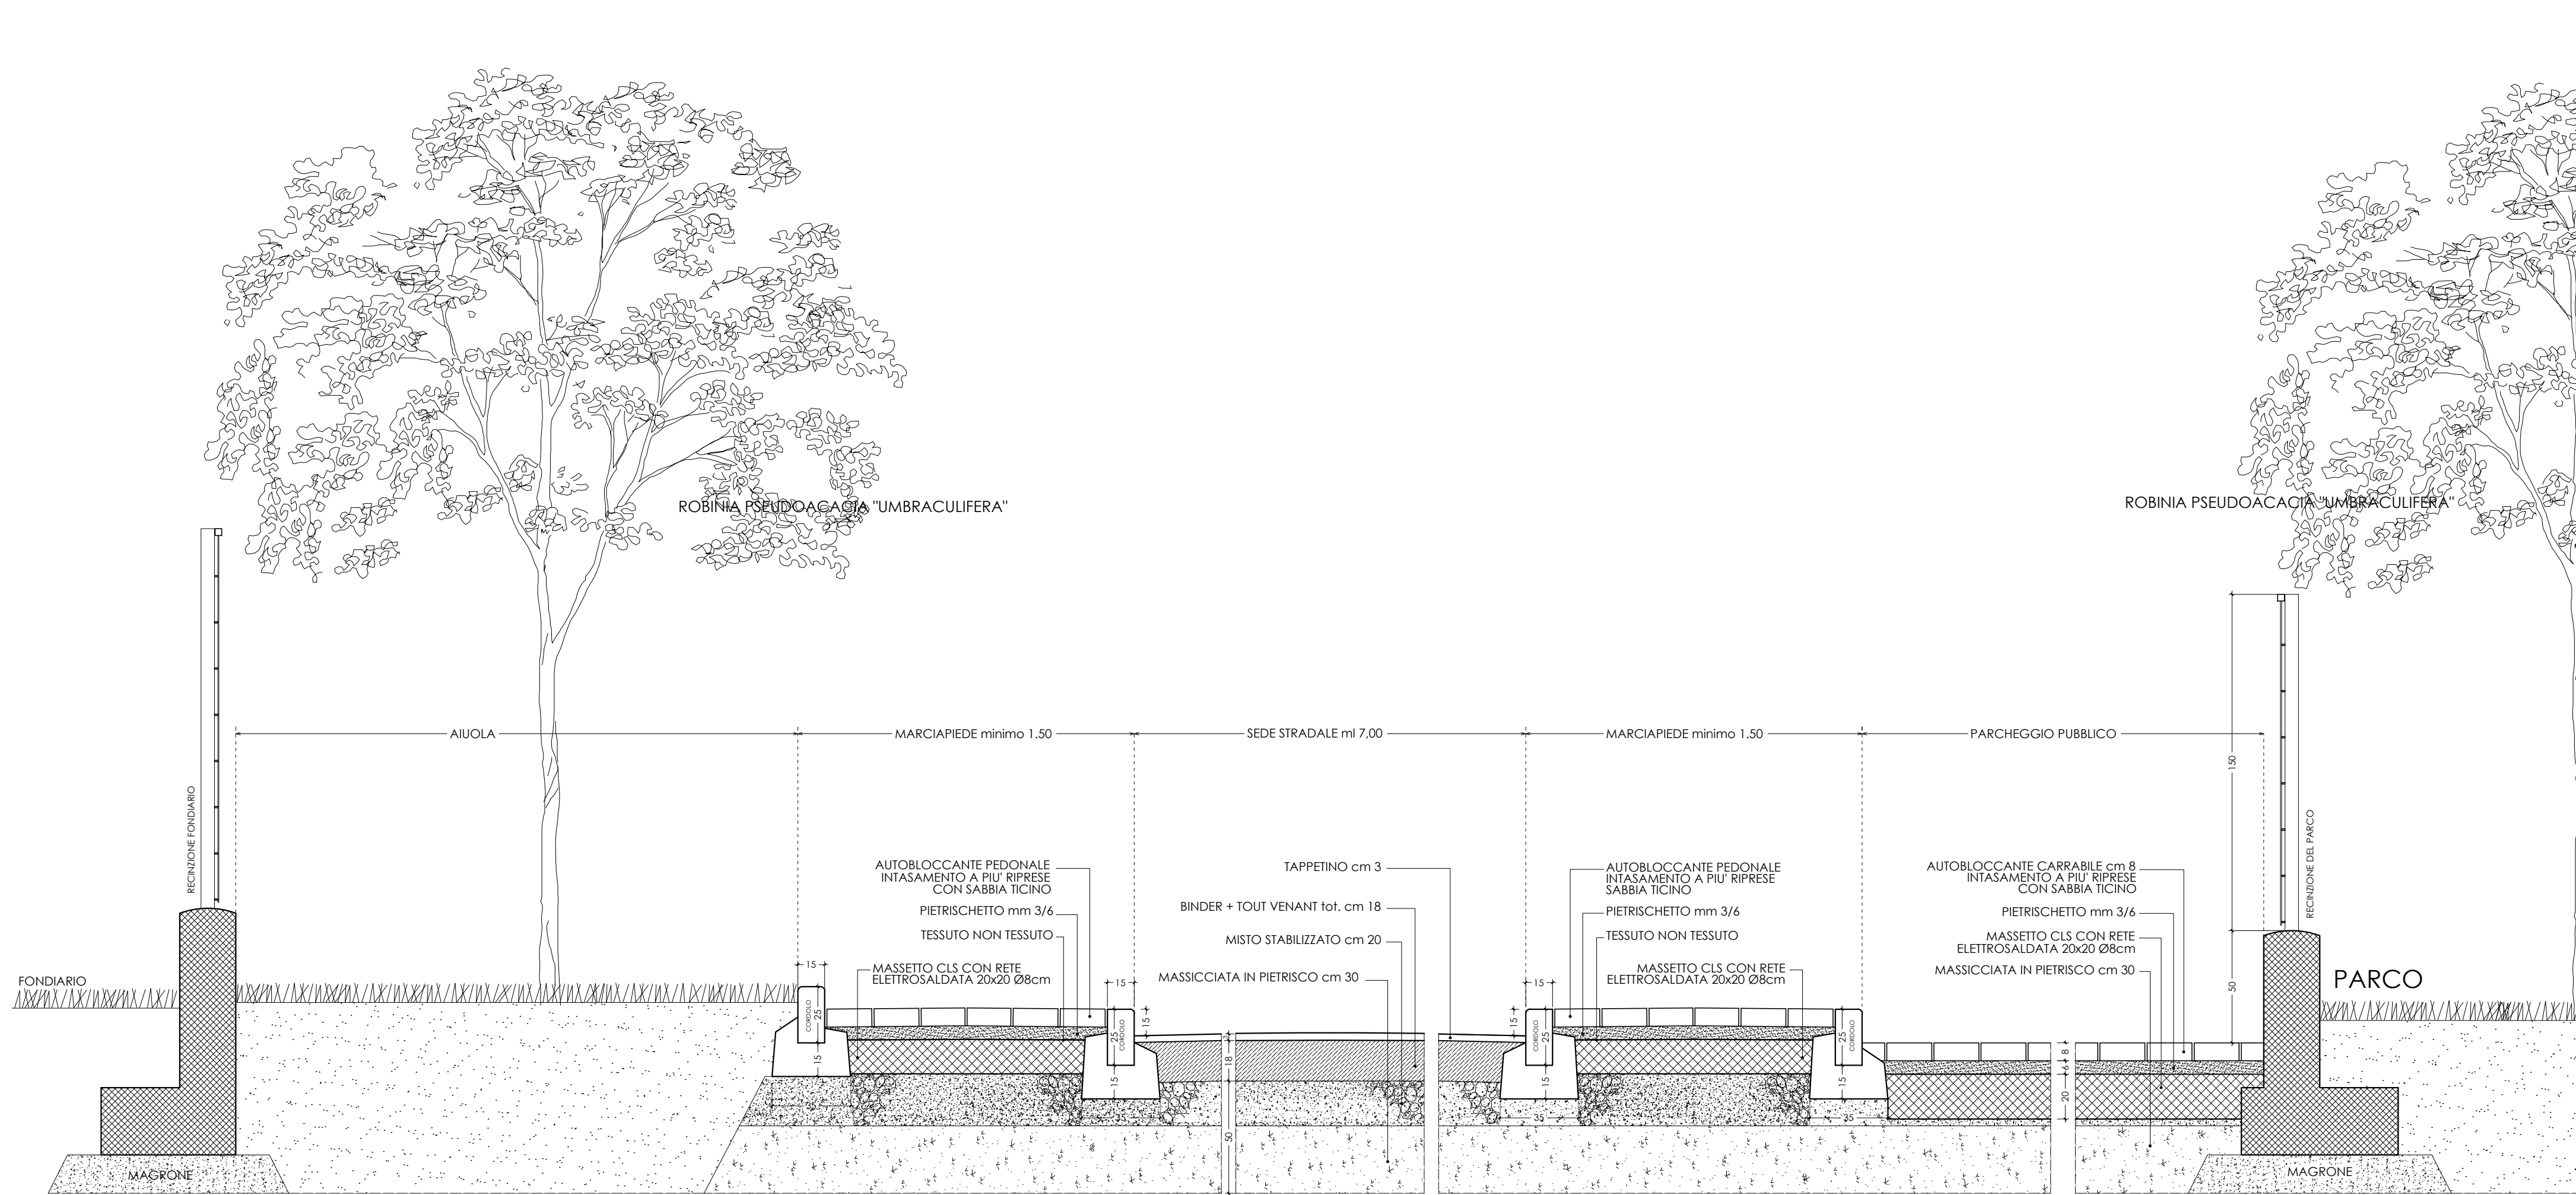 ROBINIA PSEUDOACACIA "UMBRACULIFERA"
ROBINIA PSEUDOACACIA "UMBRACULIFERA"
AIUOLA
MARCIAPIEDE minimo 1.50
SEDE STRADALE ml 7,00
MARCIAPIEDE minimo 1.50
PARCHEGGIO PUBBLICO
150
50
RECINZIONE FONDIARIO
RECINZIONE DEL PARCO
AUTOBLOCCANTE PEDONALE
INTASAMENTO A PIU' RIPRESE
CON SABBIA TICINO
PIETRISCHETTO mm 3/6
TESSUTO NON TESSUTO
MASSETTO CLS CON RETE
ELETTROSALDATA 20x20 Ø8cm
TAPPETINO cm 3
BINDER + TOUT VENANT tot. cm 18
MISTO STABILIZZATO cm 20
MASSICCIATA IN PIETRISCO cm 30
AUTOBLOCCANTE PEDONALE
INTASAMENTO A PIU' RIPRESE
SABBIA TICINO
PIETRISCHETTO mm 3/6
TESSUTO NON TESSUTO
MASSETTO CLS CON RETE
ELETTROSALDATA 20x20 Ø8cm
AUTOBLOCCANTE CARRABILE cm 8
INTASAMENTO A PIU' RIPRESE
CON SABBIA TICINO
PIETRISCHETTO mm 3/6
MASSETTO CLS CON RETE
ELETTROSALDATA 20x20 Ø8cm
MASSICCIATA IN PIETRISCO cm 30
FONDIARIO
PARCO
15
CORDOLO
25
15
15
15
25
CORDOLO
15
35
18
50
15
15
CORDOLO
25
15
35
25
CORDOLO
15
35
8
6
20
MAGRONE
MAGRONE